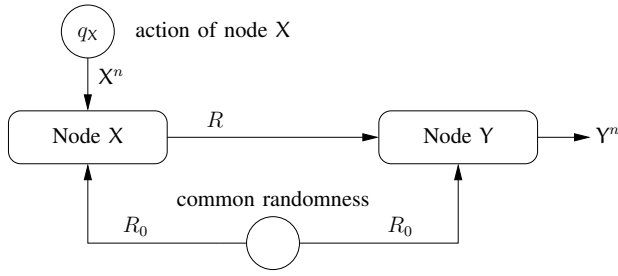 q_X action of node X
X^n
Node X R Node Y Y^n
common randomness
R_0 R_0